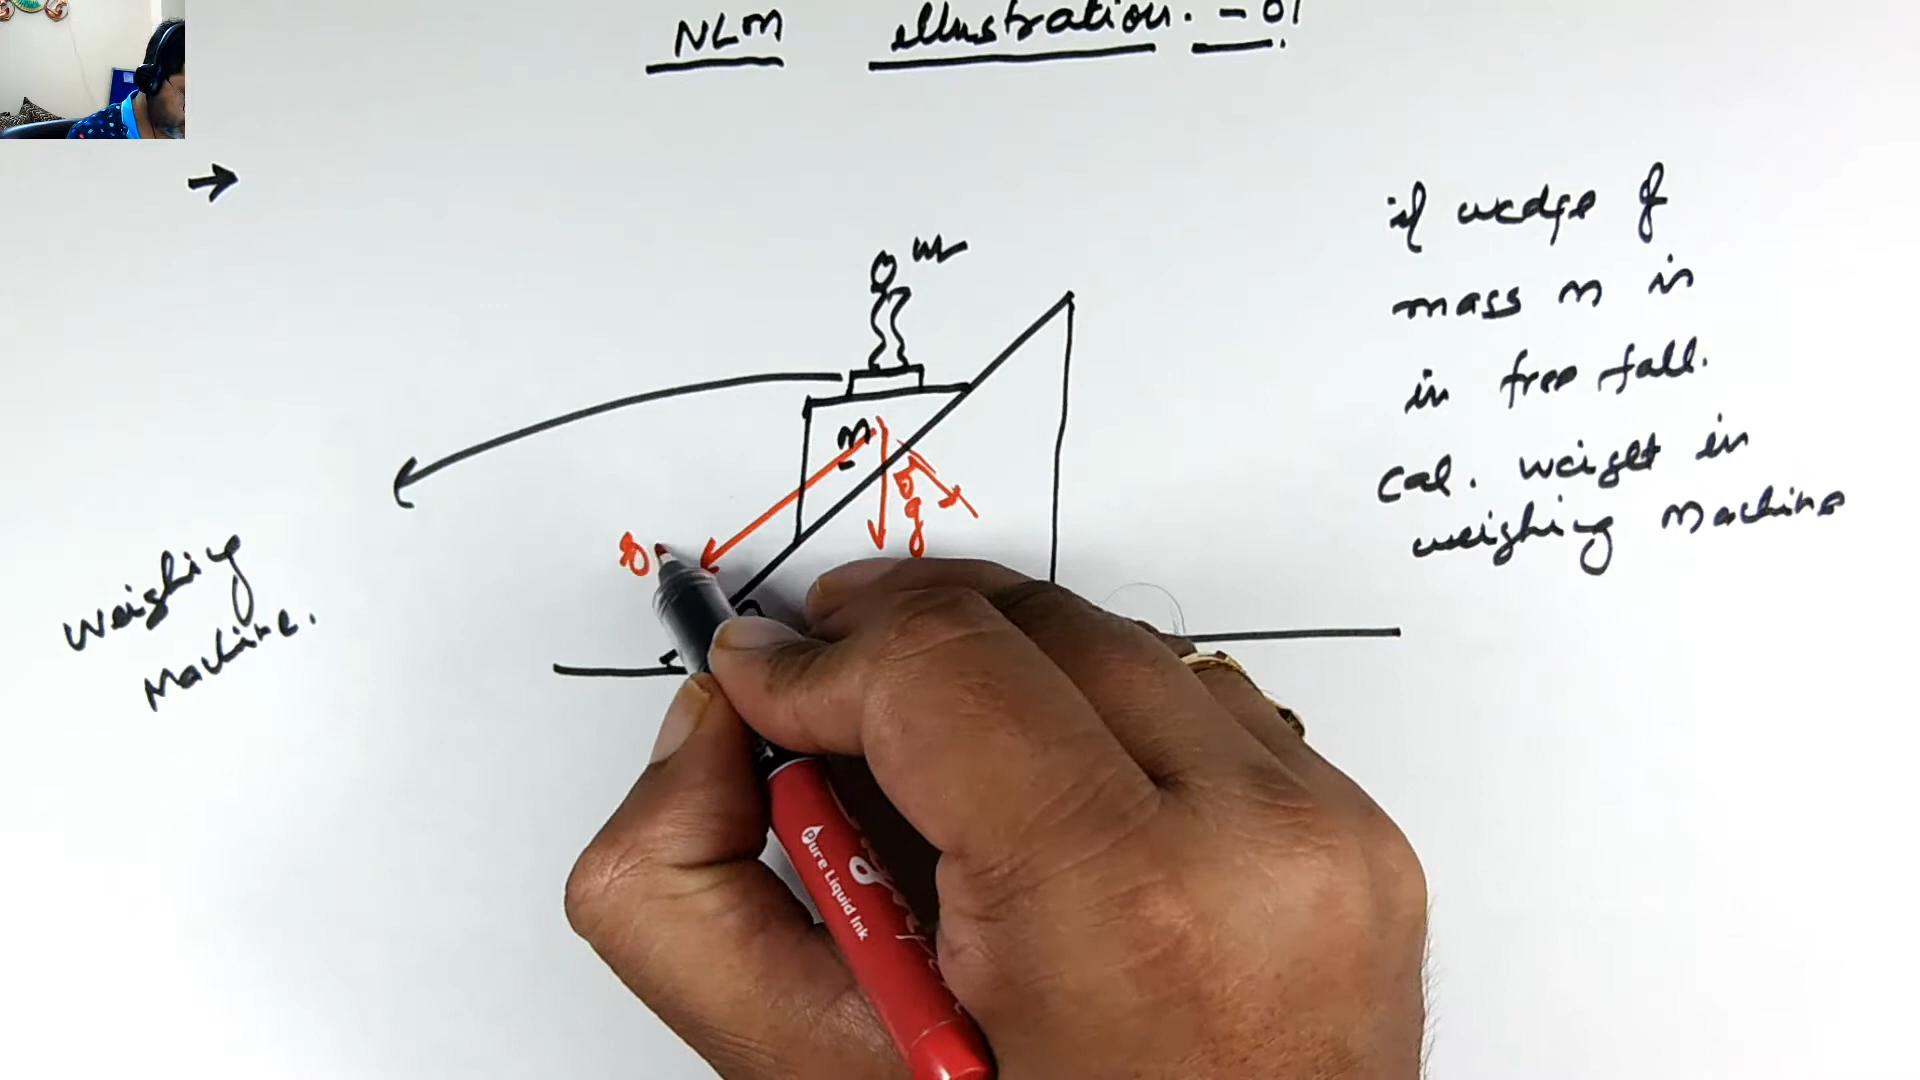 NLM illustration. - 01
if wedge of
mass m is
in free fall.
Cal. weight in
weighing Machine
m
g
θ
g
Weighing
Machine.
Pure Liquid Ink